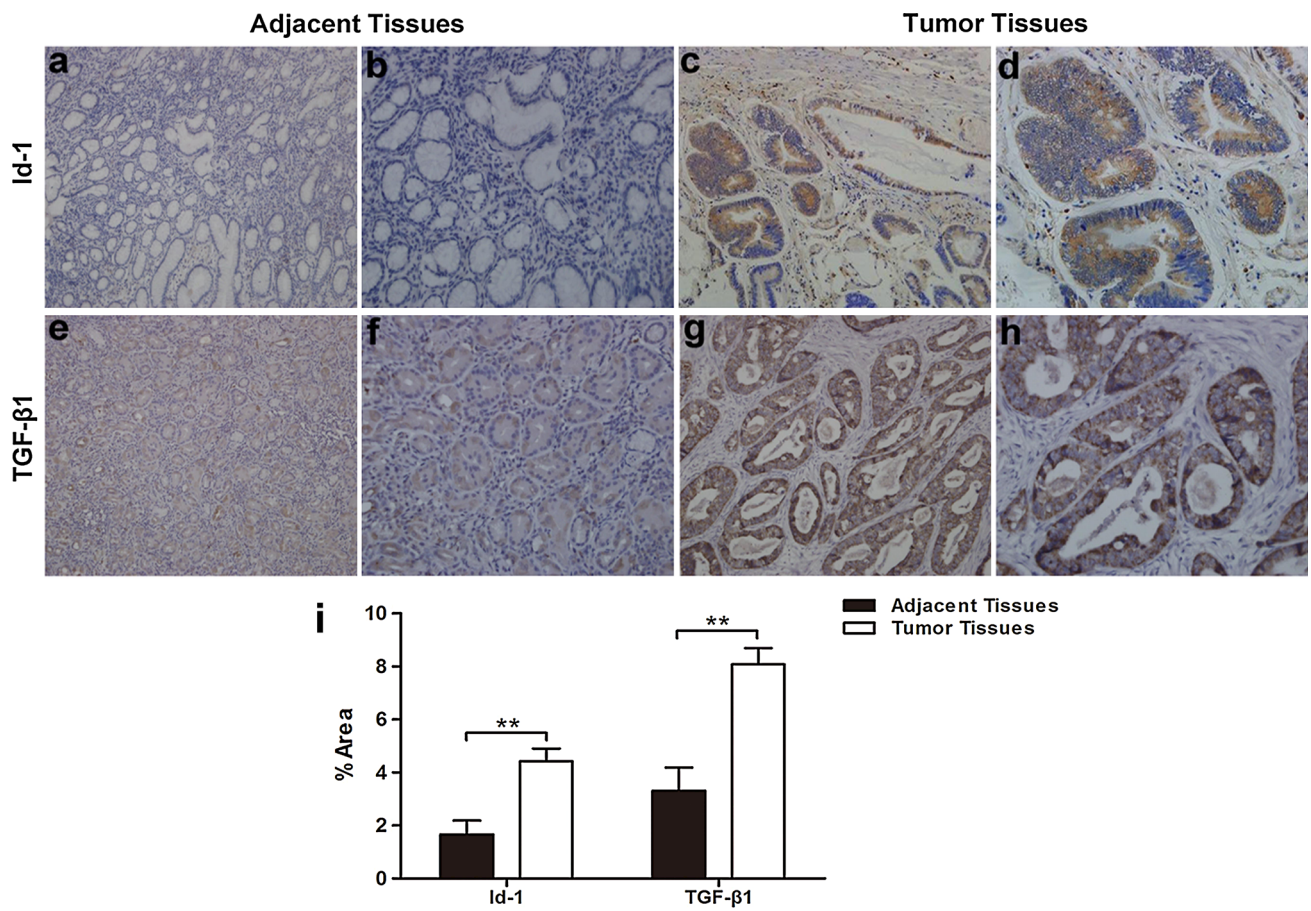 Adjacent Tissues
Tumor Tissues
Id-1
a
b
c
d
TGF-β1
e
f
g
h
i
% Area
10
8
6
4
2
0
**
**
Id-1
TGF-β1
Adjacent Tissues
Tumor Tissues